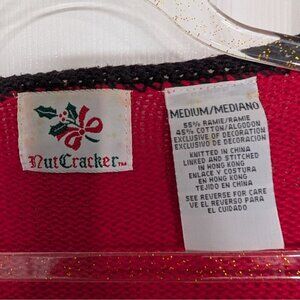 NutCracker™
MEDIUM/MEDIANO
55% RAMIE/RAMIE
45% COTTON/ALGODON
EXCLUSIVE OF DECORATION
EXCLUSIVO DE DECORACION
KNITTED IN CHINA
LINKED AND STITCHED
IN HONG KONG
ENLACE Y COSTURA
EN HONG KONG
TEJIDO EN CHINA
SEE REVERSE FOR CARE
VE EL REVERSO PARA
EL CUIDADO